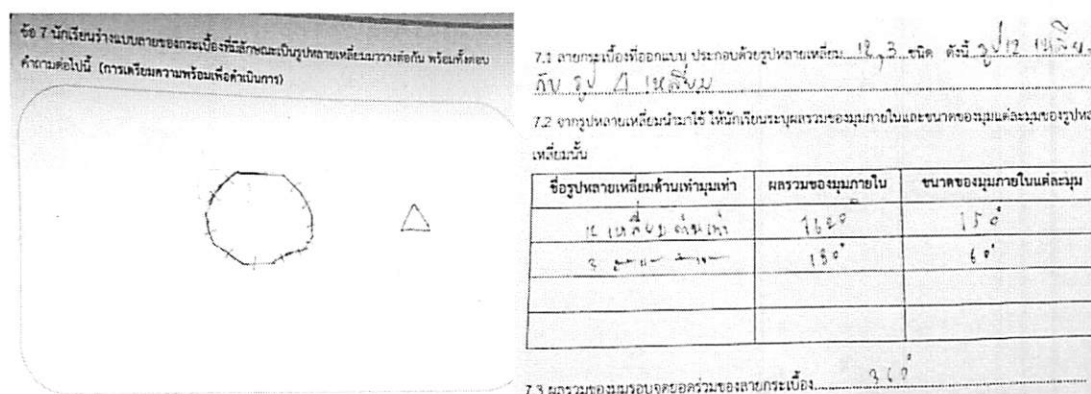 ข้อ 7 นักเรียนร่างแบบลายของกระเบื้องที่มีลักษณะเป็นรูปหลายเหลี่ยมมาวางต่อกัน พร้อมทั้งตอบ
คำถามต่อไปนี้ (การเตรียมความพร้อมเพื่อดำเนินการ)
7.1 ลายกระเบื้องที่ออกแบบ ประกอบด้วยรูปหลายเหลี่ยม 12, 3 ชนิด ดังนี้ รูป 12 เหลี่ยม
กับ รูป Δ เหลี่ยม
7.2 จากรูปหลายเหลี่ยมนำมาใช้ ให้นักเรียนระบุผลรวมของมุมภายในและขนาดของมุมแต่ละมุมของรูปหลาย
เหลี่ยมนั้น
ชื่อรูปหลายเหลี่ยมด้านเท่ามุมเท่า ผลรวมของมุมภายใน ขนาดของมุมภายในแต่ละมุม
12 เหลี่ยม ด้านเท่า 150°
3 180° 60°
7.3 ผลรวมของมุมรอบจุดยอดร่วมของลายกระเบื้อง 360°